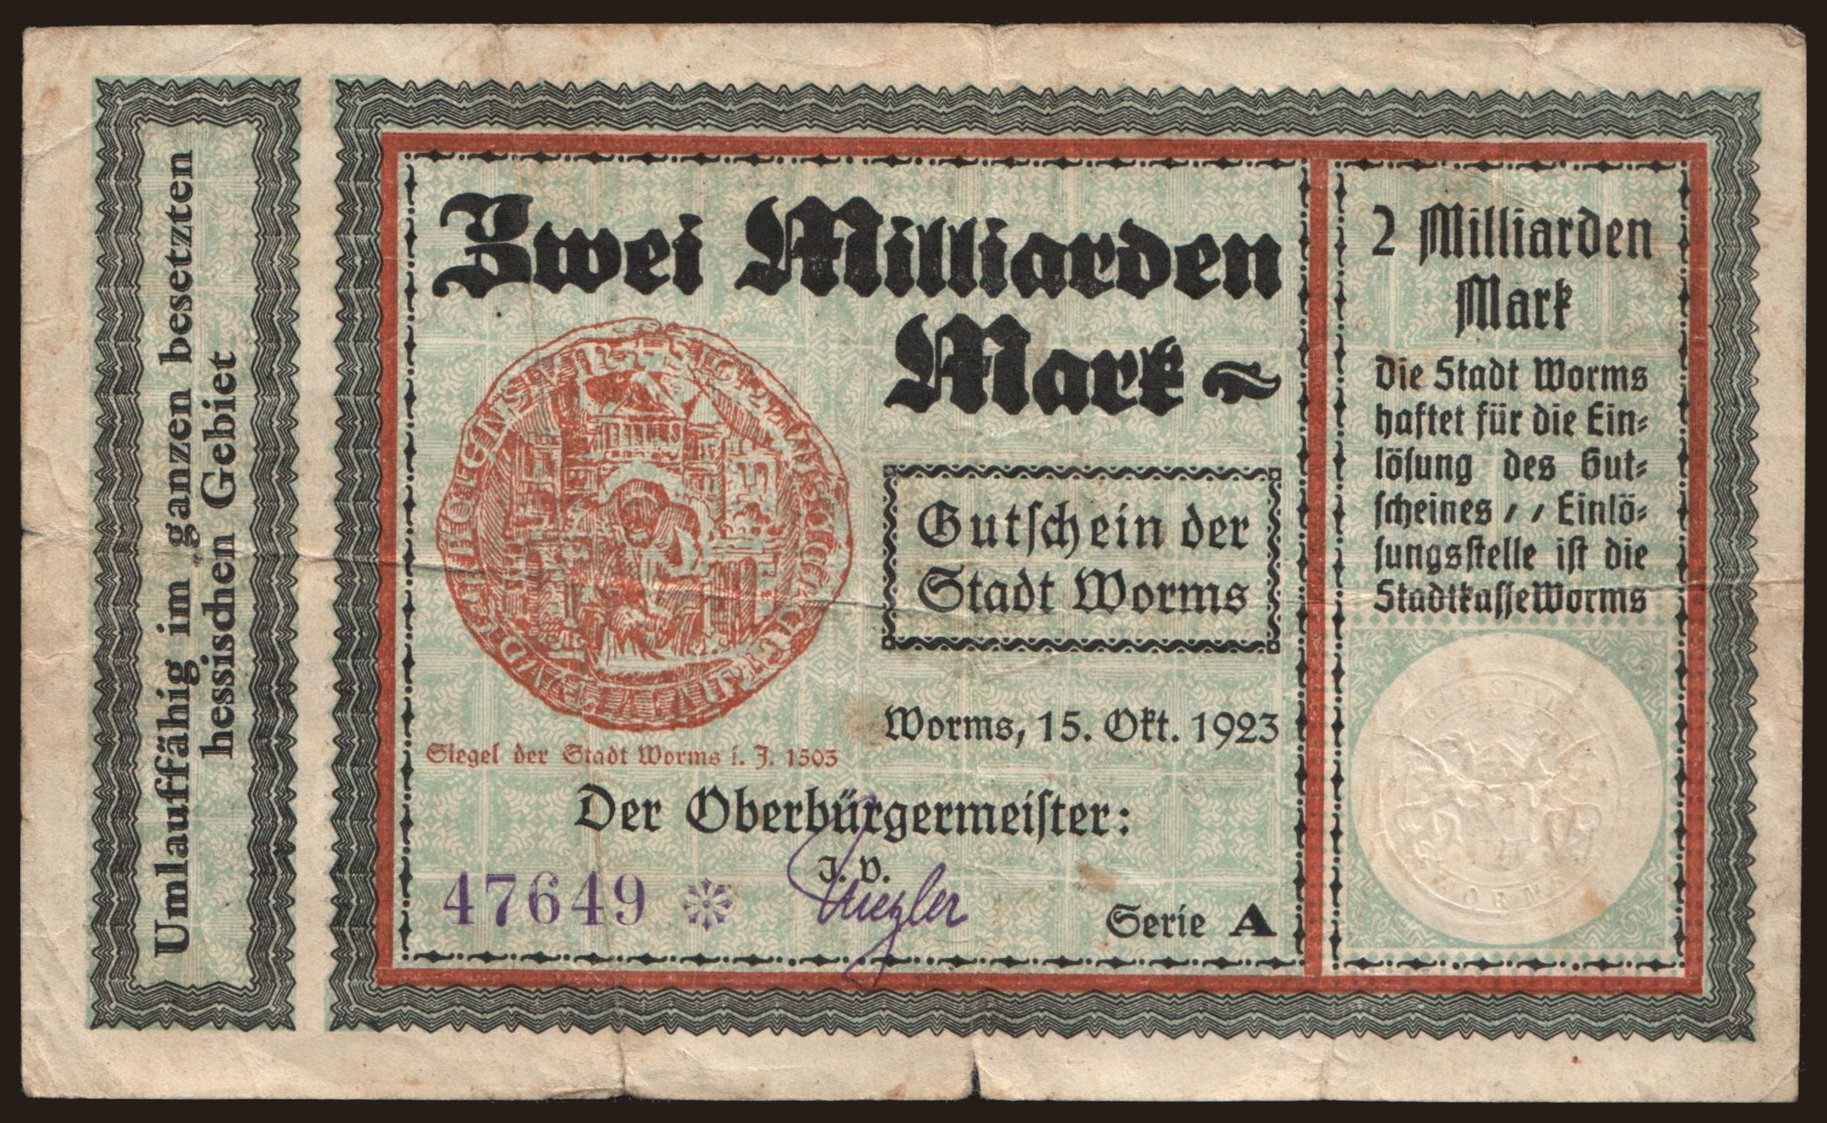 Umlauffähig im ganzen besetzten
hessischen Gebiet
Zwei Milliarden
Mark
Gutschein der
Stadt Worms
Worms, 15. Okt. 1923
Siegel der Stadt Worms i. J. 1505
Der Oberbürgermeister:
J. V.
47649
Serie A
2 Milliarden
Mark
Die Stadt Worms
haftet für die Ein=
lösung des Gut=
scheines // Einlö=
sungsstelle ist die
Stadtkasse Worms
WORMS